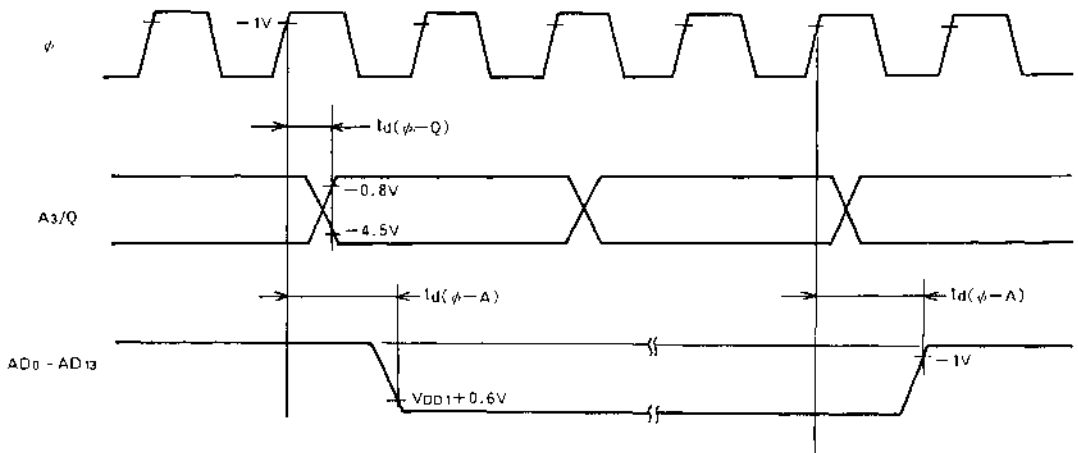 φ
−1V
td(φ−Q)
A3/Q
−0.8V
−4.5V
td(φ−A)
td(φ−A)
AD0 - AD13
VDD1+0.6V
−1V